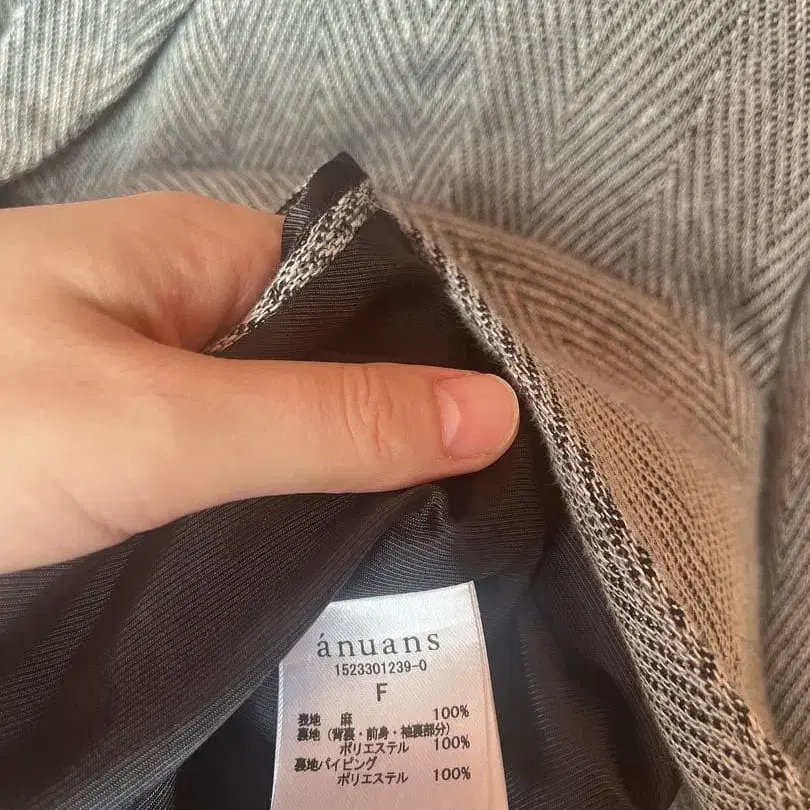 ánuans
1523301239-0
F
表地 麻 100%
裏地 (背裏・前身・袖裏部分)
ポリエステル 100%
裏地パイピング
ポリエステル 100%